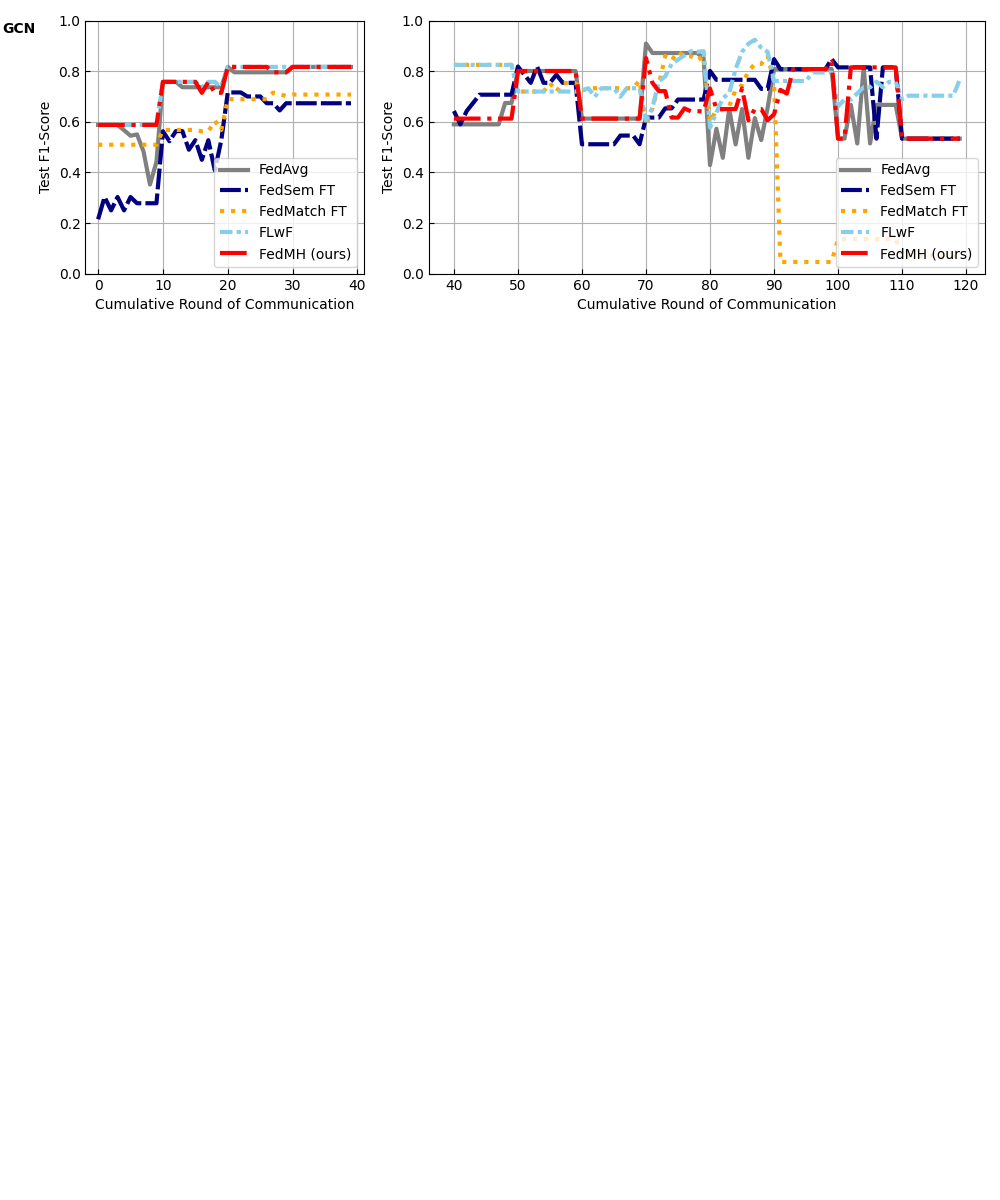 GCN
Test F1-Score
1.0
0.8
0.6
0.4
0.2
0.0
0 10 20 30 40
Cumulative Round of Communication
FedAvg
FedSem FT
FedMatch FT
FLwF
FedMH (ours)
Test F1-Score
1.0
0.8
0.6
0.4
0.2
0.0
40 50 60 70 80 90 100 110 120
Cumulative Round of Communication
FedAvg
FedSem FT
FedMatch FT
FLwF
FedMH (ours)